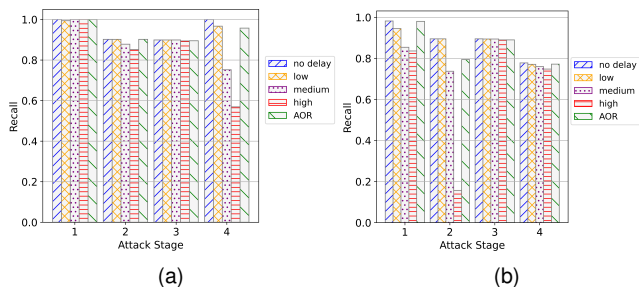 Recall
1.0
0.8
0.6
0.4
0.2
0.0
1 2 3 4
Attack Stage
no delay
low
medium
high
AOR
(a)
Recall
1.0
0.8
0.6
0.4
0.2
0.0
1 2 3 4
Attack Stage
no delay
low
medium
high
AOR
(b)